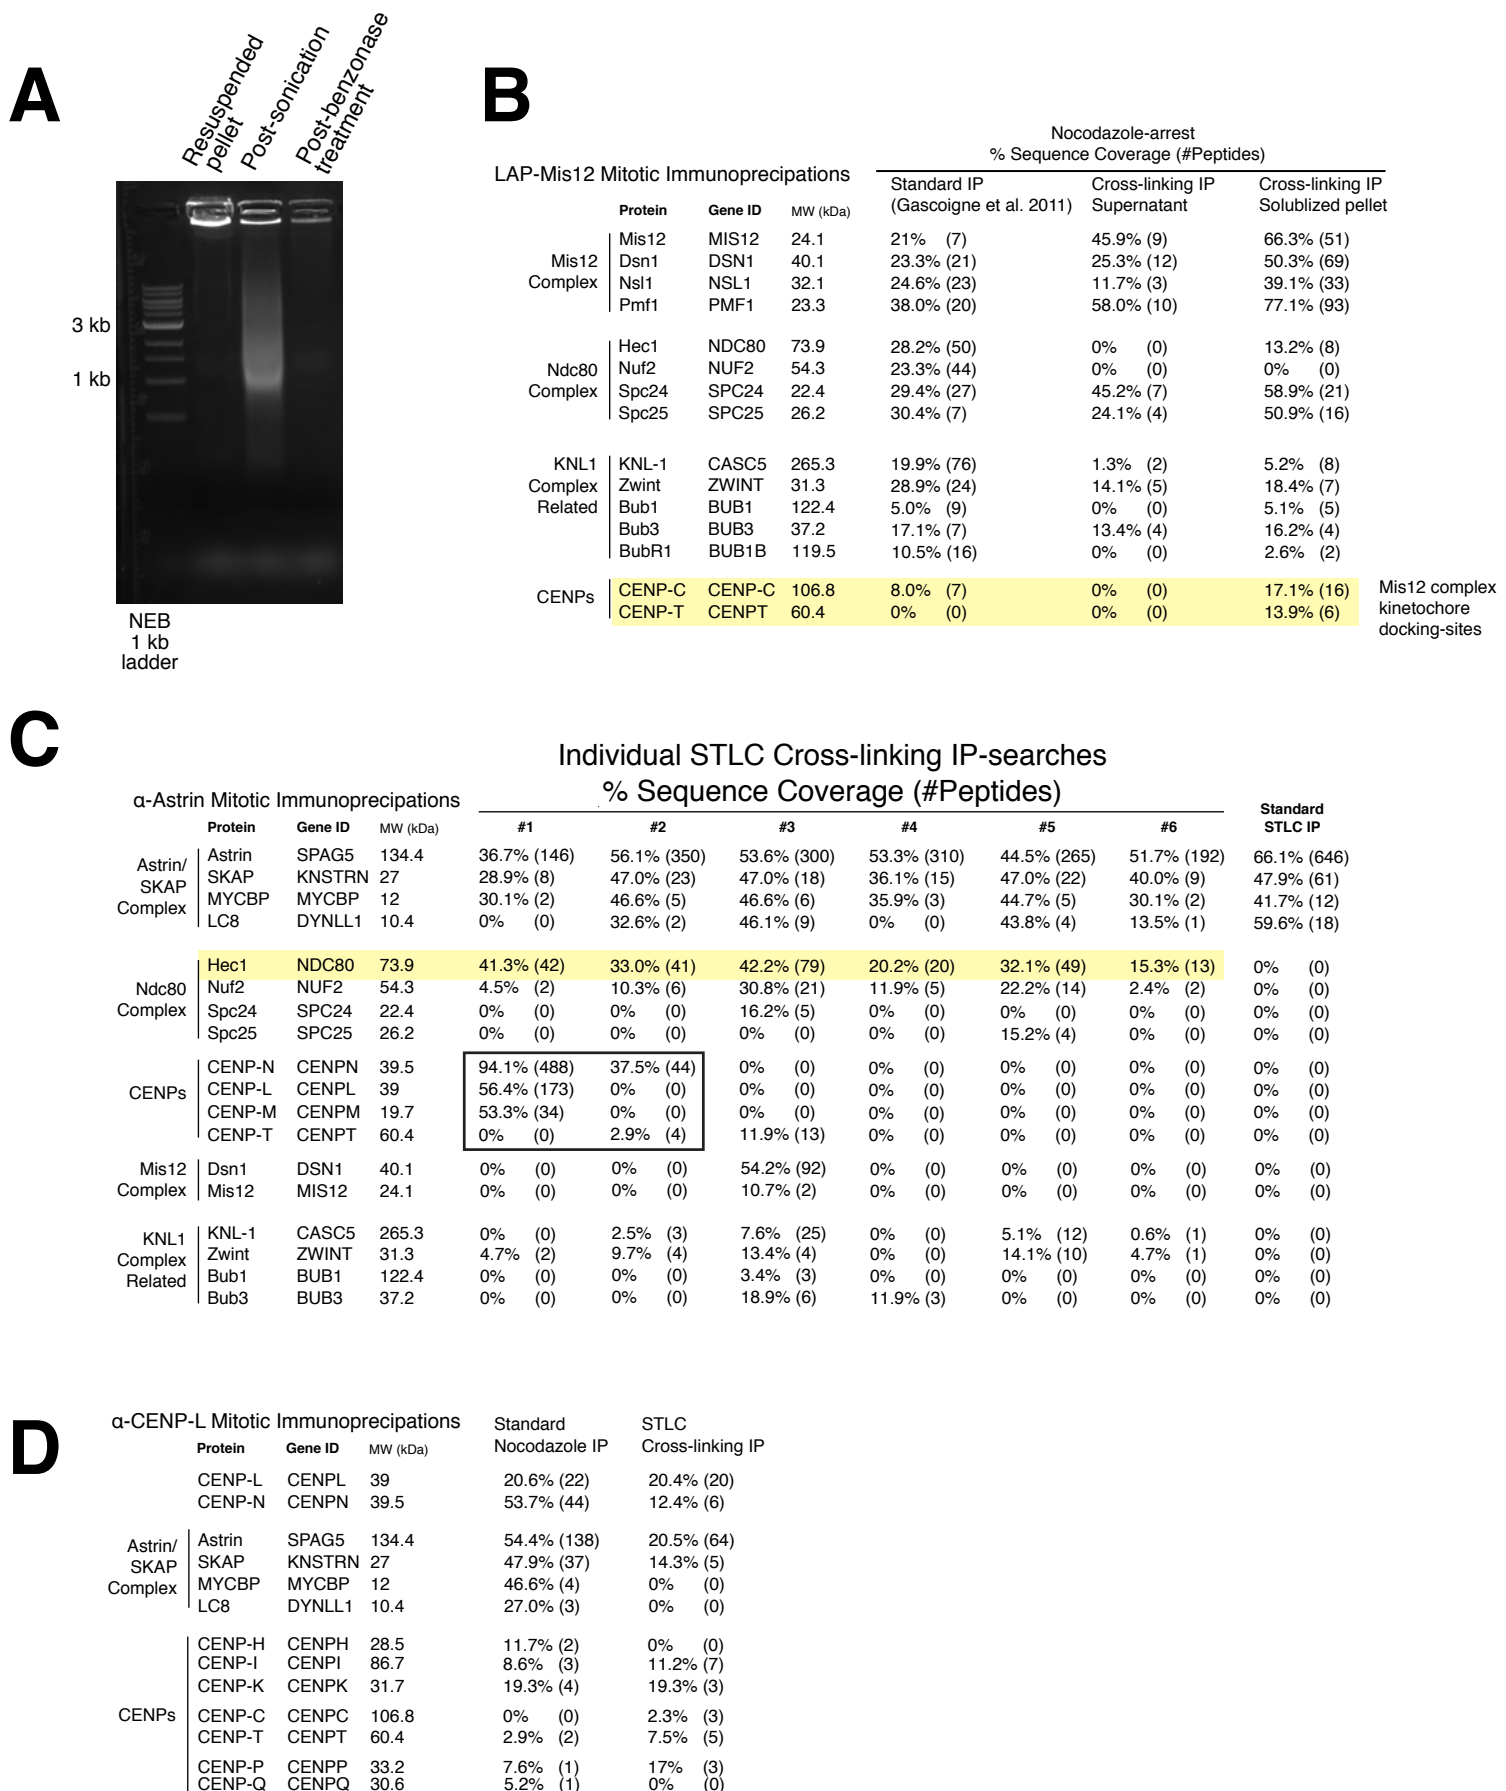 A
Resuspended
pellet
Post-sonication
Post-benzonase
treatment
3 kb
1 kb
NEB
1 kb
ladder
B
Nocodazole-arrest
% Sequence Coverage (#Peptides)
LAP-Mis12 Mitotic Immunoprecipations
Standard IP (Gascoigne et al. 2011) Cross-linking IP Supernatant Cross-linking IP Solublized pellet
Protein Gene ID MW (kDa)
Mis12 Complex
Mis12 MIS12 24.1 21% (7) 45.9% (9) 66.3% (51)
Dsn1 DSN1 40.1 23.3% (21) 25.3% (12) 50.3% (69)
Nsl1 NSL1 32.1 24.6% (23) 11.7% (3) 39.1% (33)
Pmf1 PMF1 23.3 38.0% (20) 58.0% (10) 77.1% (93)
Ndc80 Complex
Hec1 NDC80 73.9 28.2% (50) 0% (0) 13.2% (8)
Nuf2 NUF2 54.3 23.3% (44) 0% (0) 0% (0)
Spc24 SPC24 22.4 29.4% (27) 45.2% (7) 58.9% (21)
Spc25 SPC25 26.2 30.4% (7) 24.1% (4) 50.9% (16)
KNL1 Complex Related
KNL-1 CASC5 265.3 19.9% (76) 1.3% (2) 5.2% (8)
Zwint ZWINT 31.3 28.9% (24) 14.1% (5) 18.4% (7)
Bub1 BUB1 122.4 5.0% (9) 0% (0) 5.1% (5)
Bub3 BUB3 37.2 17.1% (7) 13.4% (4) 16.2% (4)
BubR1 BUB1B 119.5 10.5% (16) 0% (0) 2.6% (2)
CENPs
CENP-C CENP-C 106.8 8.0% (7) 0% (0) 17.1% (16)
CENP-T CENPT 60.4 0% (0) 0% (0) 13.9% (6)
Mis12 complex
kinetochore
docking-sites
C
Individual STLC Cross-linking IP-searches
% Sequence Coverage (#Peptides)
α-Astrin Mitotic Immunoprecipations
Protein Gene ID MW (kDa) #1 #2 #3 #4 #5 #6 Standard STLC IP
Astrin/ SKAP Complex
Astrin SPAG5 134.4 36.7% (146) 56.1% (350) 53.6% (300) 53.3% (310) 44.5% (265) 51.7% (192) 66.1% (646)
SKAP KNSTRN 27 28.9% (8) 47.0% (23) 47.0% (18) 36.1% (15) 47.0% (22) 40.0% (9) 47.9% (61)
MYCBP MYCBP 12 30.1% (2) 46.6% (5) 46.6% (6) 35.9% (3) 44.7% (5) 30.1% (2) 41.7% (12)
LC8 DYNLL1 10.4 0% (0) 32.6% (2) 46.1% (9) 0% (0) 43.8% (4) 13.5% (1) 59.6% (18)
Ndc80 Complex
Hec1 NDC80 73.9 41.3% (42) 33.0% (41) 42.2% (79) 20.2% (20) 32.1% (49) 15.3% (13) 0% (0)
Nuf2 NUF2 54.3 4.5% (2) 10.3% (6) 30.8% (21) 11.9% (5) 22.2% (14) 2.4% (2) 0% (0)
Spc24 SPC24 22.4 0% (0) 0% (0) 16.2% (5) 0% (0) 0% (0) 0% (0) 0% (0)
Spc25 SPC25 26.2 0% (0) 0% (0) 0% (0) 0% (0) 15.2% (4) 0% (0) 0% (0)
CENPs
CENP-N CENPN 39.5 94.1% (488) 37.5% (44) 0% (0) 0% (0) 0% (0) 0% (0) 0% (0)
CENP-L CENPL 39 56.4% (173) 0% (0) 0% (0) 0% (0) 0% (0) 0% (0) 0% (0)
CENP-M CENPM 19.7 53.3% (34) 0% (0) 0% (0) 0% (0) 0% (0) 0% (0) 0% (0)
CENP-T CENPT 60.4 0% (0) 2.9% (4) 11.9% (13) 0% (0) 0% (0) 0% (0) 0% (0)
Mis12 Complex
Dsn1 DSN1 40.1 0% (0) 0% (0) 54.2% (92) 0% (0) 0% (0) 0% (0) 0% (0)
Mis12 MIS12 24.1 0% (0) 0% (0) 10.7% (2) 0% (0) 0% (0) 0% (0) 0% (0)
KNL1 Complex Related
KNL-1 CASC5 265.3 0% (0) 2.5% (3) 7.6% (25) 0% (0) 5.1% (12) 0.6% (1) 0% (0)
Zwint ZWINT 31.3 4.7% (2) 9.7% (4) 13.4% (4) 0% (0) 14.1% (10) 4.7% (1) 0% (0)
Bub1 BUB1 122.4 0% (0) 0% (0) 3.4% (3) 0% (0) 0% (0) 0% (0) 0% (0)
Bub3 BUB3 37.2 0% (0) 0% (0) 18.9% (6) 11.9% (3) 0% (0) 0% (0) 0% (0)
D
α-CENP-L Mitotic Immunoprecipations
Protein Gene ID MW (kDa) Standard Nocodazole IP STLC Cross-linking IP
CENP-L CENPL 39 20.6% (22) 20.4% (20)
CENP-N CENPN 39.5 53.7% (44) 12.4% (6)
Astrin/ SKAP Complex
Astrin SPAG5 134.4 54.4% (138) 20.5% (64)
SKAP KNSTRN 27 47.9% (37) 14.3% (5)
MYCBP MYCBP 12 46.6% (4) 0% (0)
LC8 DYNLL1 10.4 27.0% (3) 0% (0)
CENPs
CENP-H CENPH 28.5 11.7% (2) 0% (0)
CENP-I CENPI 86.7 8.6% (3) 11.2% (7)
CENP-K CENPK 31.7 19.3% (4) 19.3% (3)
CENP-C CENPC 106.8 0% (0) 2.3% (3)
CENP-T CENPT 60.4 2.9% (2) 7.5% (5)
CENP-P CENPP 33.2 7.6% (1) 17% (3)
CENP-Q CENPQ 30.6 5.2% (1) 0% (0)